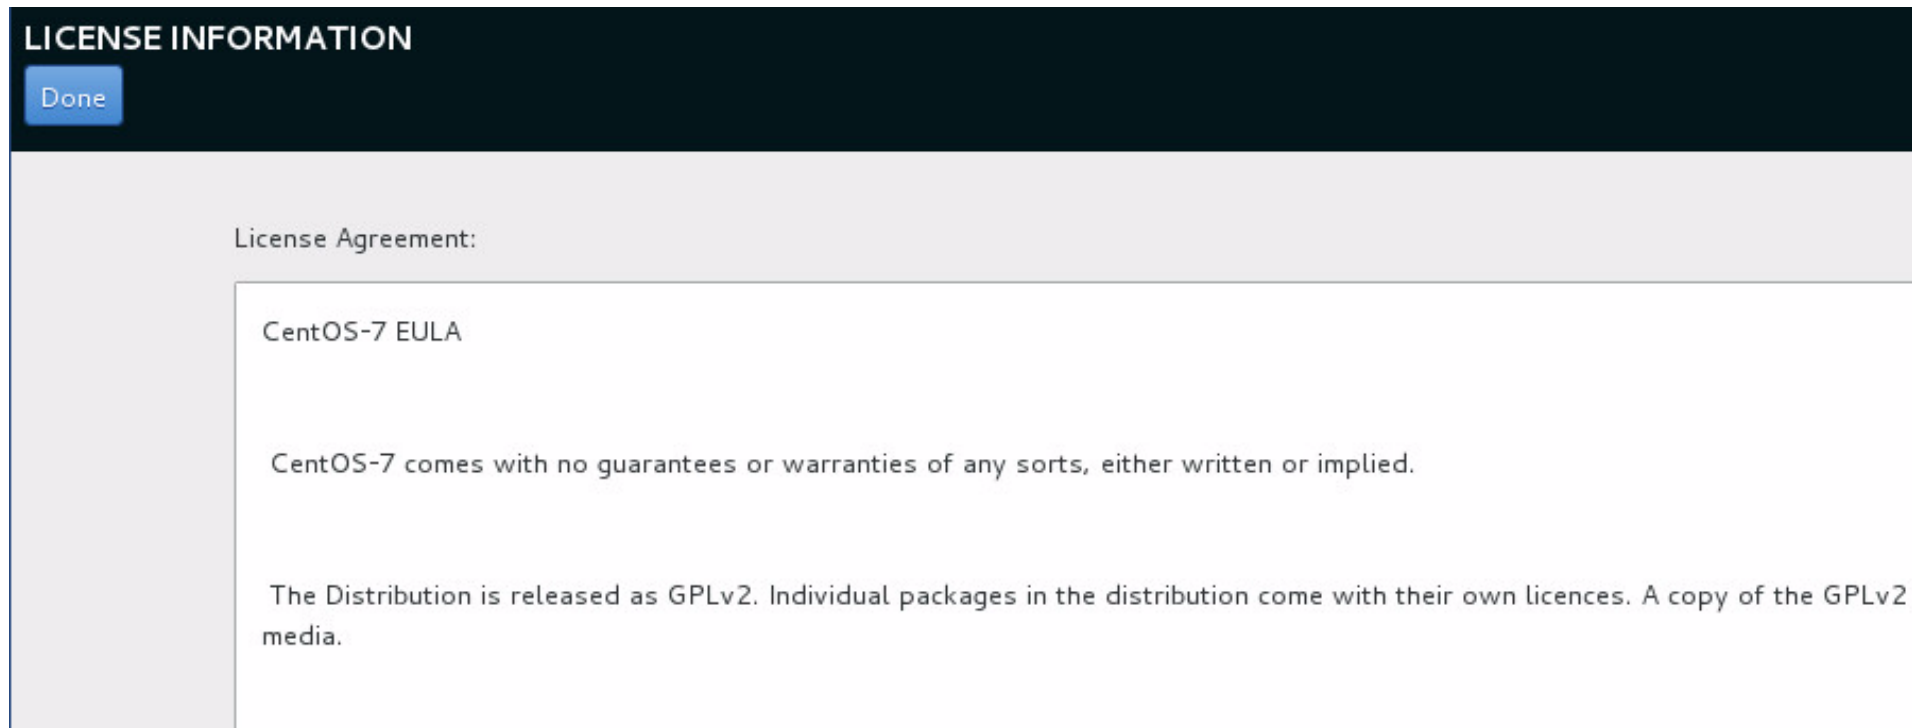 LICENSE INFORMATION
Done
License Agreement:
CentOS-7 EULA
CentOS-7 comes with no guarantees or warranties of any sorts, either written or implied.
The Distribution is released as GPLv2. Individual packages in the distribution come with their own licences. A copy of the GPLv2
media.